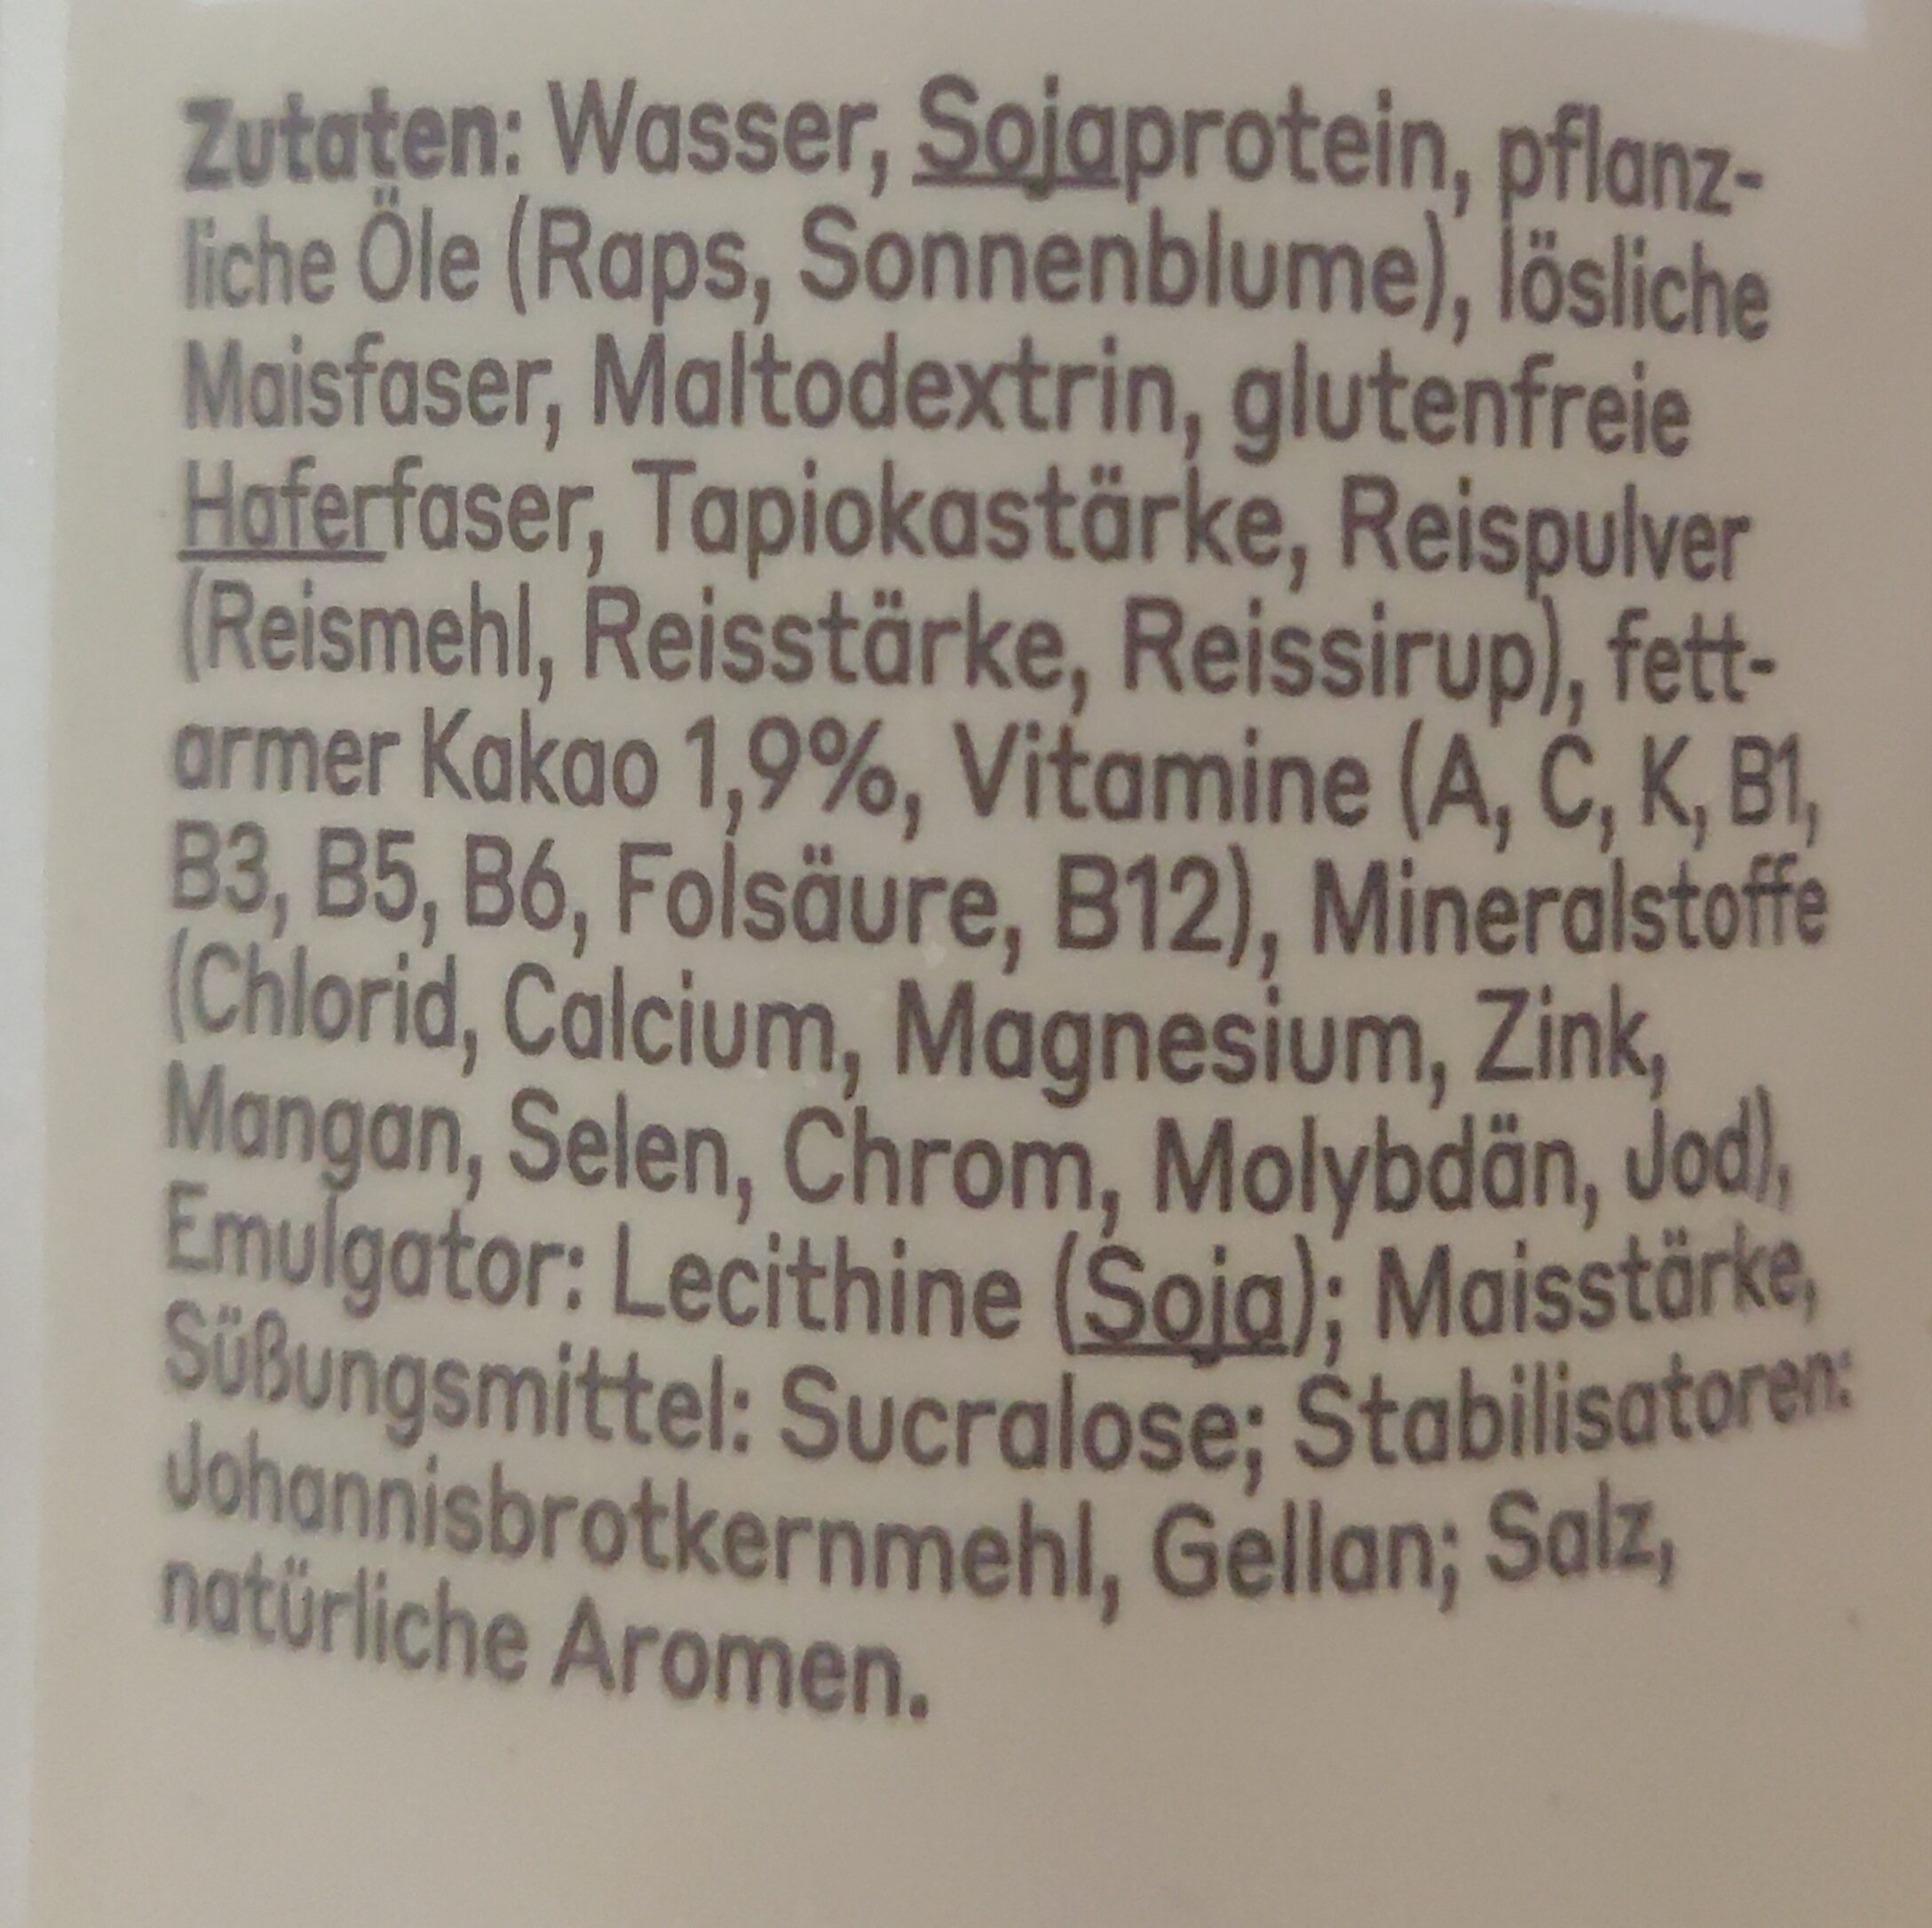 Zutaten: Wasser, Sojaprotein, pflanz-
liche Öle (Raps, Sonnenblume), lösliche
Maisfaser, Maltodextrin, glutenfreie
Haferfaser, Tapiokastärke, Reispulver
(Reismehl, Reisstärke, Reissirup), fett-
armer Kakao 1,9%, Vitamine (A, C, K, B1,
B3, B5, B6, Folsäure, B12), Mineralstoffe
(Chlorid, Calcium, Magnesium, Zink,
Mangan, Selen, Chrom, Molybdän, Jod),
Emulgator: Lecithine (Soja); Maisstärke,
Süßungsmittel: Sucralose; Stabilisatoren:
Johannisbrotkernmehl, Gellan; Salz,
natürliche Aromen.